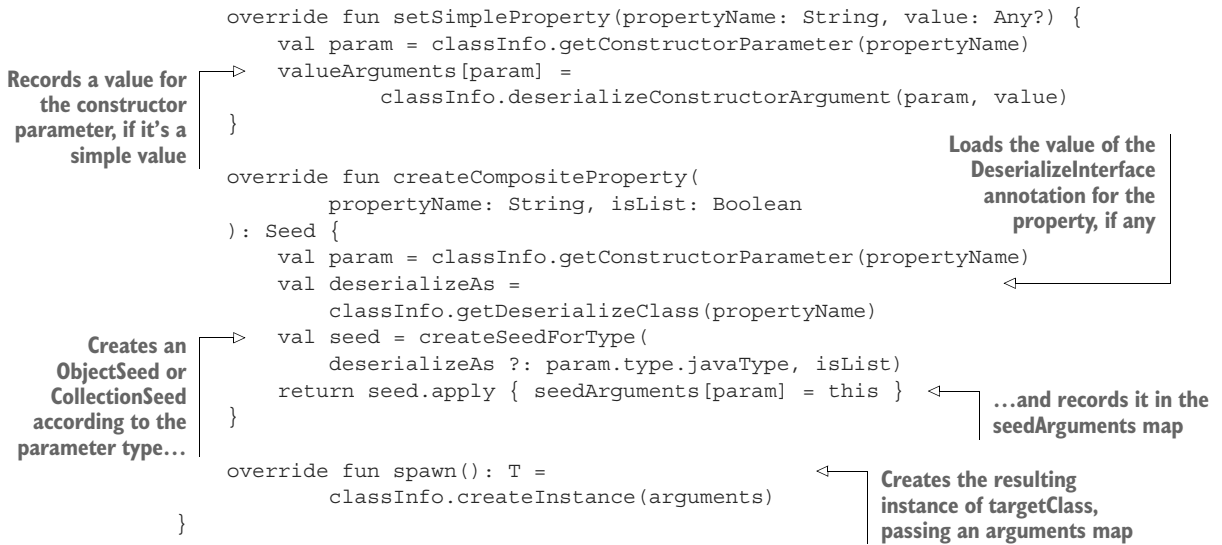 override fun setSimpleProperty(propertyName: String, value: Any?) {
val param = classInfo.getConstructorParameter(propertyName)
valueArguments[param] =
classInfo.deserializeConstructorArgument(param, value)
}
Records a value for
the constructor
parameter, if it's a
simple value
override fun createCompositeProperty(
propertyName: String, isList: Boolean
): Seed {
val param = classInfo.getConstructorParameter(propertyName)
val deserializeAs =
classInfo.getDeserializeClass(propertyName)
Loads the value of the
DeserializeInterface
annotation for the
property, if any
val seed = createSeedForType(
deserializeAs ?: param.type.javaType, isList)
Creates an
ObjectSeed or
CollectionSeed
according to the
parameter type…
return seed.apply { seedArguments[param] = this }
}
…and records it in the
seedArguments map
override fun spawn(): T =
classInfo.createInstance(arguments)
}
Creates the resulting
instance of targetClass,
passing an arguments map